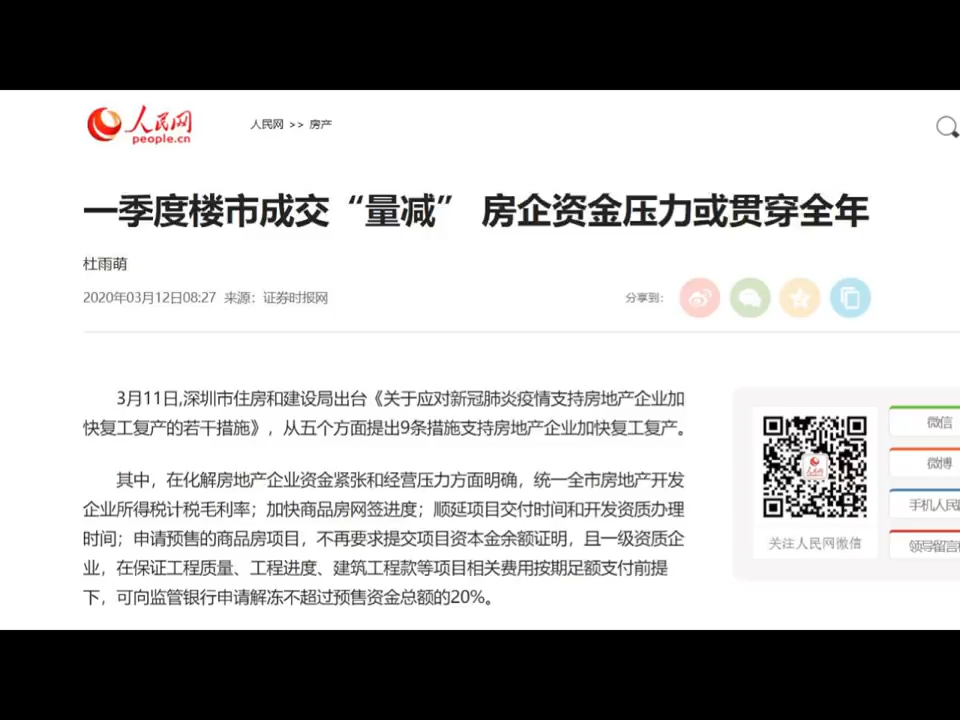 人民网
people.cn
人民网 >> 房产
一季度楼市成交“量减” 房企资金压力或贯穿全年
杜雨萌
2020年03月12日08:27 来源：证券时报网
分享到：
3月11日,深圳市住房和建设局出台《关于应对新冠肺炎疫情支持房地产企业加
快复工复产的若干措施》，从五个方面提出9条措施支持房地产企业加快复工复产。
其中，在化解房地产企业资金紧张和经营压力方面明确，统一全市房地产开发
企业所得税计税毛利率；加快商品房网签进度；顺延项目交付时间和开发资质办理
时间；申请预售的商品房项目，不再要求提交项目资本金余额证明，且一级资质企
业，在保证工程质量、工程进度、建筑工程款等项目相关费用按期足额支付前提
下，可向监管银行申请解冻不超过预售资金总额的20%。
微信
微博
手机人民
领导留言
关注人民网微信